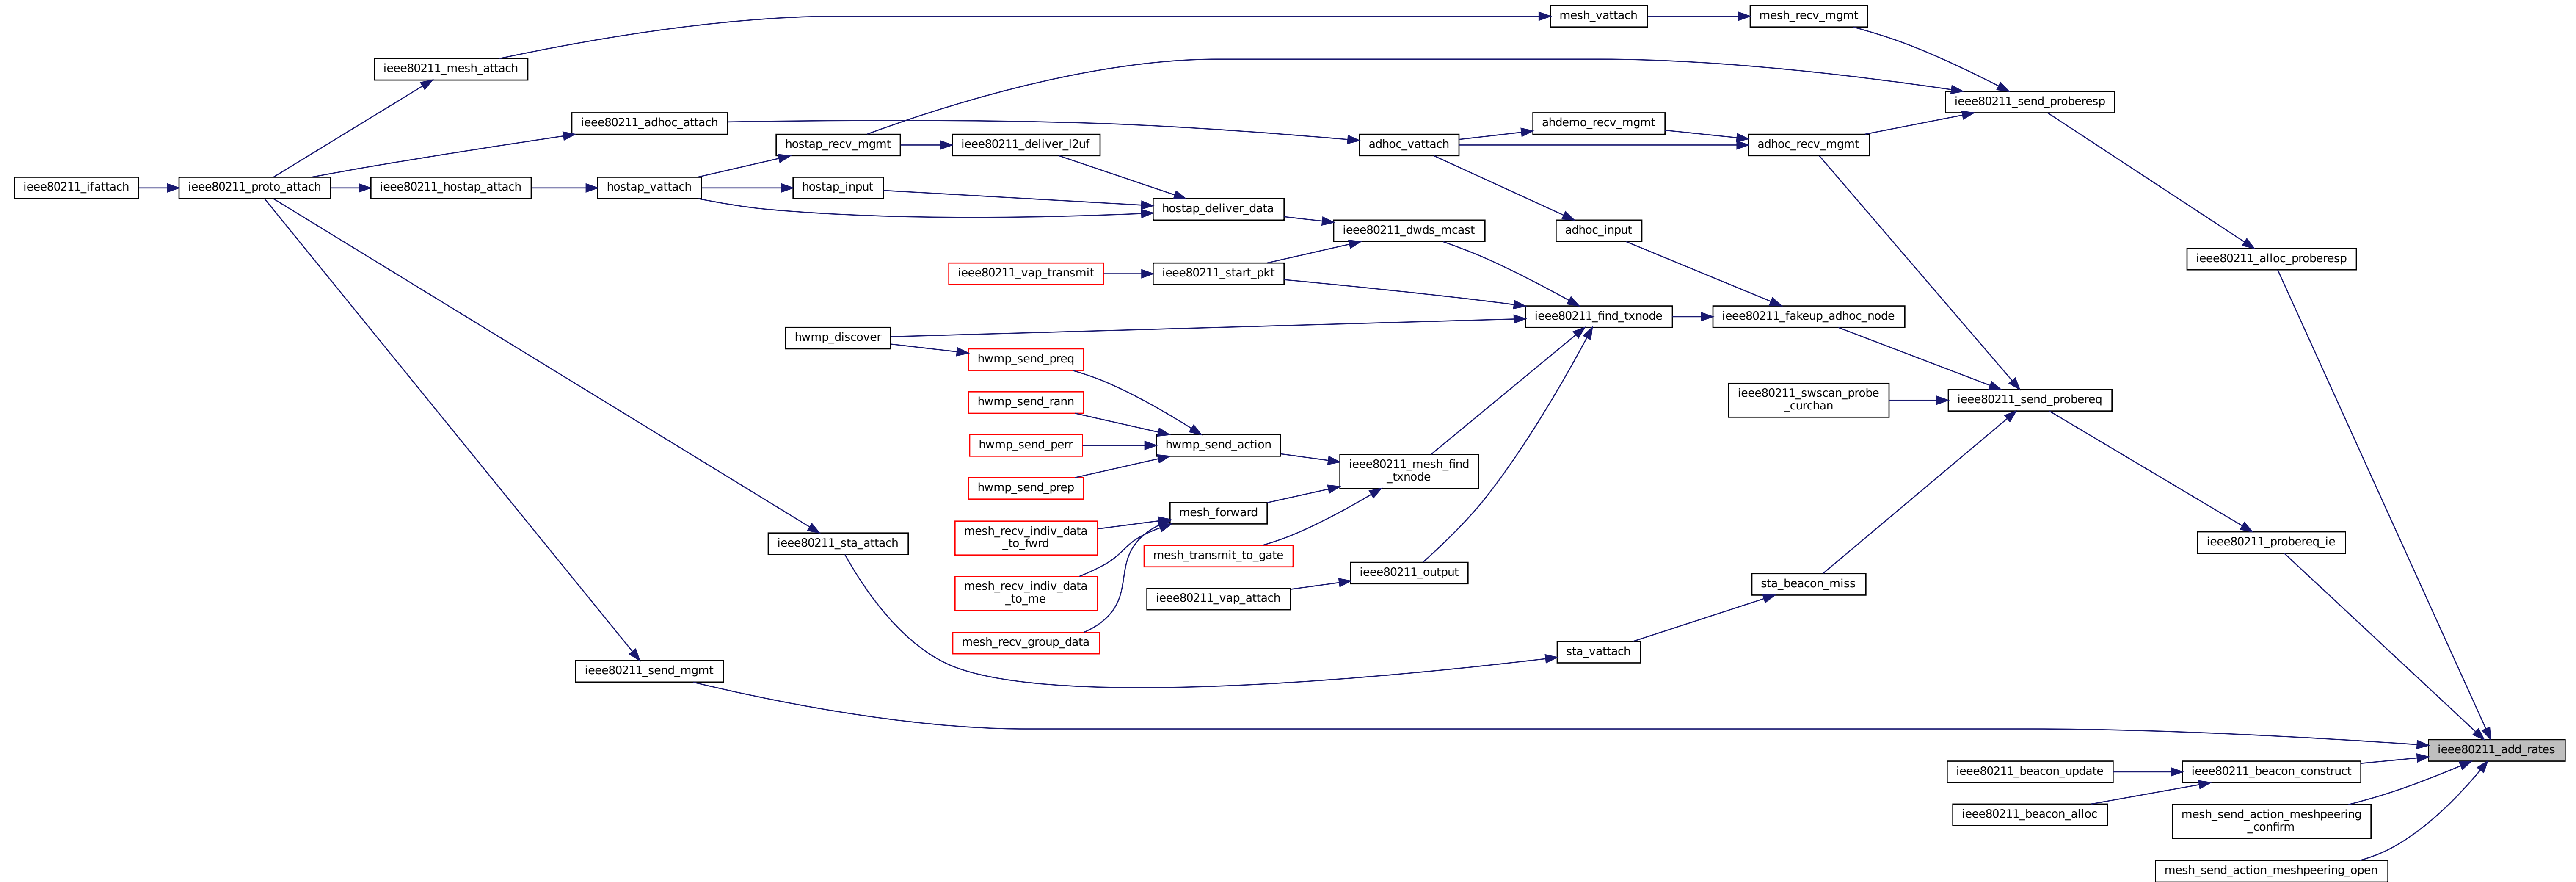 mesh_vattach
mesh_recv_mgmt
ieee80211_mesh_attach
ieee80211_send_proberesp
ieee80211_adhoc_attach
ahdemo_recv_mgmt
hostap_recv_mgmt
ieee80211_deliver_l2uf
adhoc_vattach
adhoc_recv_mgmt
ieee80211_ifattach
ieee80211_proto_attach
ieee80211_hostap_attach
hostap_vattach
hostap_input
hostap_deliver_data
ieee80211_dwds_mcast
adhoc_input
ieee80211_alloc_proberesp
ieee80211_vap_transmit
ieee80211_start_pkt
ieee80211_find_txnode
ieee80211_fakeup_adhoc_node
hwmp_discover
hwmp_send_preq
hwmp_send_rann
ieee80211_swscan_probe
_curchan
ieee80211_send_probereq
hwmp_send_perr
hwmp_send_action
ieee80211_mesh_find
_txnode
hwmp_send_prep
mesh_forward
mesh_recv_indiv_data
_to_fwrd
ieee80211_sta_attach
mesh_transmit_to_gate
ieee80211_probereq_ie
ieee80211_output
mesh_recv_indiv_data
_to_me
ieee80211_vap_attach
sta_beacon_miss
mesh_recv_group_data
sta_vattach
ieee80211_send_mgmt
ieee80211_add_rates
ieee80211_beacon_update
ieee80211_beacon_construct
ieee80211_beacon_alloc
mesh_send_action_meshpeering
_confirm
mesh_send_action_meshpeering_open